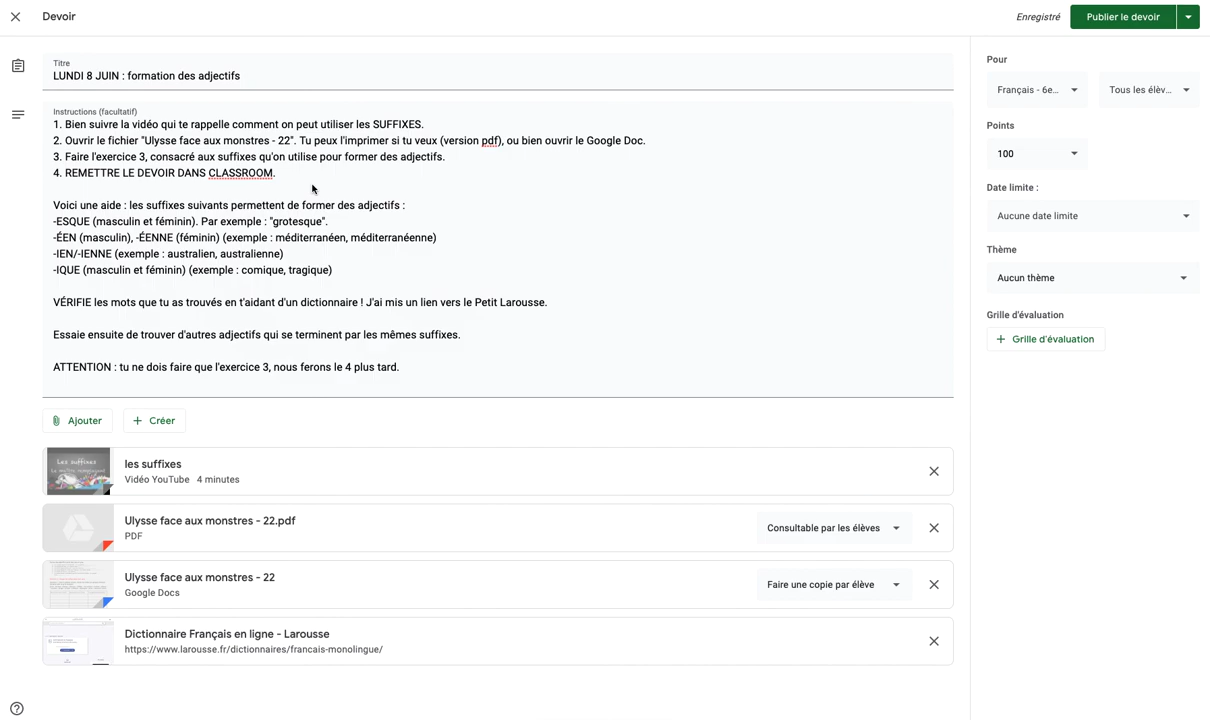 Devoir
Enregistré
Publier le devoir
Titre
LUNDI 8 JUIN : formation des adjectifs
Instructions (facultatif)
1. Bien suivre la vidéo qui te rappelle comment on peut utiliser les SUFFIXES.
2. Ouvrir le fichier "Ulysse face aux monstres - 22". Tu peux l'imprimer si tu veux (version pdf), ou bien ouvrir le Google Doc.
3. Faire l'exercice 3, consacré aux suffixes qu'on utilise pour former des adjectifs.
4. REMETTRE LE DEVOIR DANS CLASSROOM.
Voici une aide : les suffixes suivants permettent de former des adjectifs :
-ESQUE (masculin et féminin). Par exemple : "grotesque".
-ÉEN (masculin), -ÉENNE (féminin) (exemple : méditerranéen, méditerranéenne)
-IEN/-IENNE (exemple : australien, australienne)
-IQUE (masculin et féminin) (exemple : comique, tragique)
VÉRIFIE les mots que tu as trouvés en t'aidant d'un dictionnaire ! J'ai mis un lien vers le Petit Larousse.
Essaie ensuite de trouver d'autres adjectifs qui se terminent par les mêmes suffixes.
ATTENTION : tu ne dois faire que l'exercice 3, nous ferons le 4 plus tard.
Ajouter
Créer
Les suffixes
les suffixes
Vidéo YouTube 4 minutes
Ulysse face aux monstres - 22.pdf
PDF
Consultable par les élèves
Ulysse face aux monstres - 22
Google Docs
Faire une copie par élève
Dictionnaire Français en ligne - Larousse
https://www.larousse.fr/dictionnaires/francais-monolingue/
Pour
Français - 6e...
Tous les élèv...
Points
100
Date limite :
Aucune date limite
Thème
Aucun thème
Grille d'évaluation
Grille d'évaluation